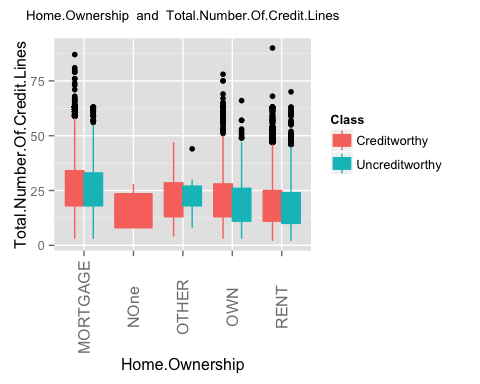 Home.Ownership and Total.Number.Of.Credit.Lines
Total.Number.Of.Credit.Lines
75
50
25
0
MORTGAGE
NOne
OTHER
OWN
RENT
Home.Ownership
Class
Creditworthy
Uncreditworthy